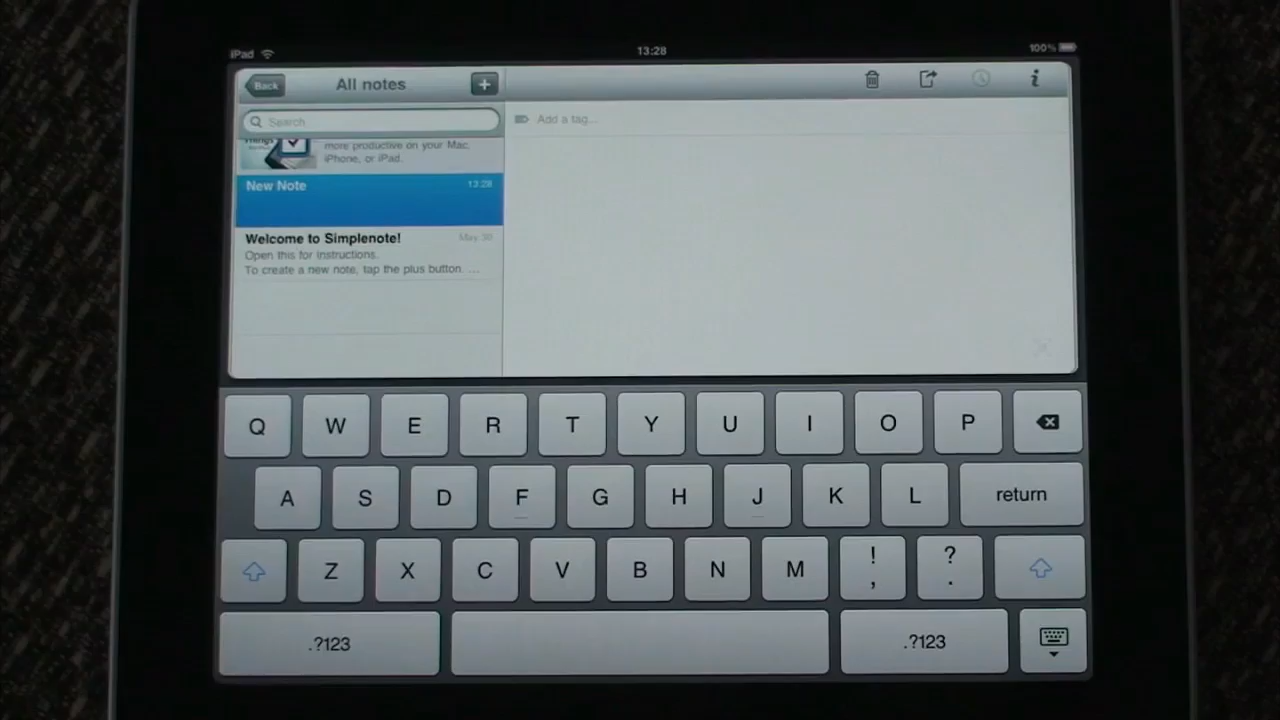 iPad 13:28 100%
Back All notes +
Search
Add a tag...
Things
more productive on your Mac,
iPhone, or iPad.
New Note 13:28
Welcome to Simplenote! May 30
Open this for instructions.
To create a new note, tap the plus button. ...
Q W E R T Y U I O P
A S D F G H J K L return
Z X C V B N M ! , ? .
.?123 .?123